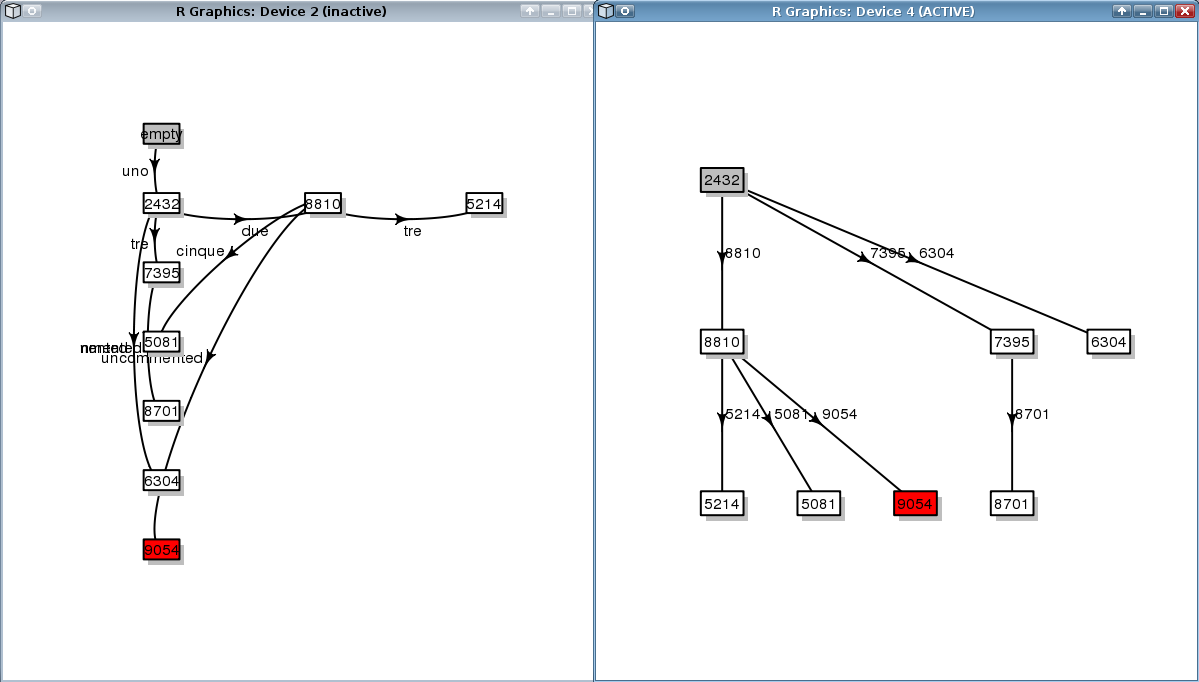 R Graphics: Device 2 (inactive)
empty
uno
2432
8810
5214
due
tre
tre
cinque
7395
5081
uncommented
8701
6304
9054
R Graphics: Device 4 (ACTIVE)
2432
8810
7395
6304
8810
7395
6304
5214
5081
9054
8701
5214
5081
9054
8701